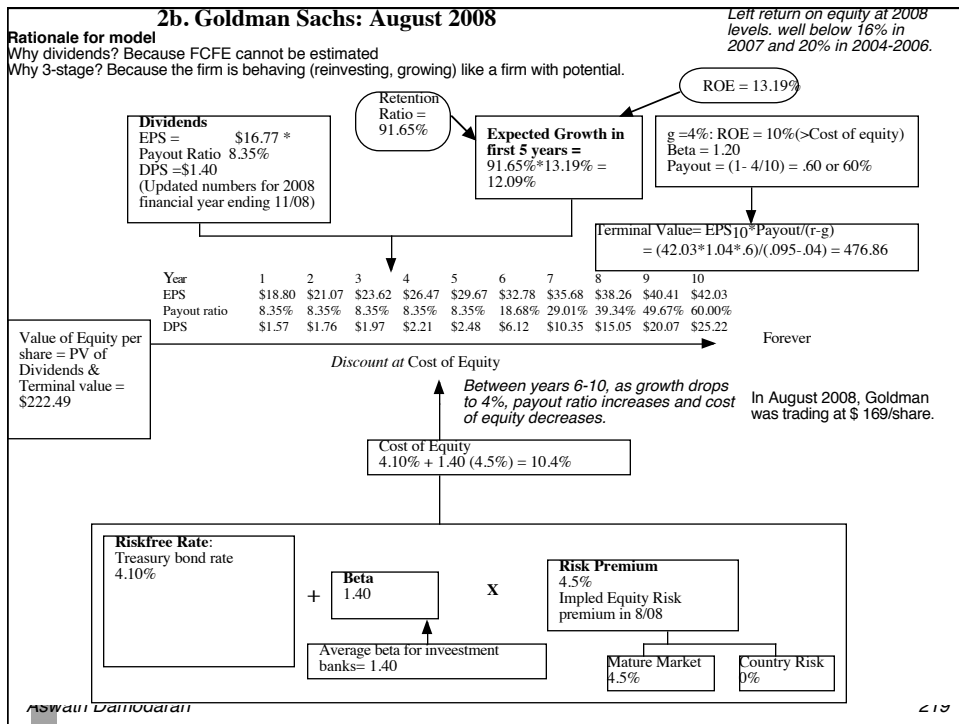 2b. Goldman Sachs: August 2008
Left return on equity at 2008
levels. well below 16% in
2007 and 20% in 2004-2006.
Rationale for model
Why dividends? Because FCFE cannot be estimated
Why 3-stage? Because the firm is behaving (reinvesting, growing) like a firm with potential.
Retention
Ratio =
91.65%
ROE = 13.19%
Dividends
EPS = $16.77 *
Payout Ratio 8.35%
DPS =$1.40
(Updated numbers for 2008
financial year ending 11/08)
Expected Growth in
first 5 years =
91.65%*13.19% =
12.09%
g =4%: ROE = 10%(>Cost of equity)
Beta = 1.20
Payout = (1- 4/10) = .60 or 60%
Terminal Value= EPS10*Payout/(r-g)
= (42.03*1.04*.6)/(.095-.04) = 476.86
Year 1 2 3 4 5 6 7 8 9 10
EPS $18.80 $21.07 $23.62 $26.47 $29.67 $32.78 $35.68 $38.26 $40.41 $42.03
Payout ratio 8.35% 8.35% 8.35% 8.35% 8.35% 18.68% 29.01% 39.34% 49.67% 60.00%
DPS $1.57 $1.76 $1.97 $2.21 $2.48 $6.12 $10.35 $15.05 $20.07 $25.22
Value of Equity per
share = PV of
Dividends &
Terminal value =
$222.49
Forever
Discount at Cost of Equity
Between years 6-10, as growth drops
to 4%, payout ratio increases and cost
of equity decreases.
In August 2008, Goldman
was trading at $ 169/share.
Cost of Equity
4.10% + 1.40 (4.5%) = 10.4%
Riskfree Rate:
Treasury bond rate
4.10%
+
Beta
1.40
X
Risk Premium
4.5%
Impled Equity Risk
premium in 8/08
Average beta for inveestment
banks= 1.40
Mature Market
4.5%
Country Risk
0%
Aswath Damodaran
219